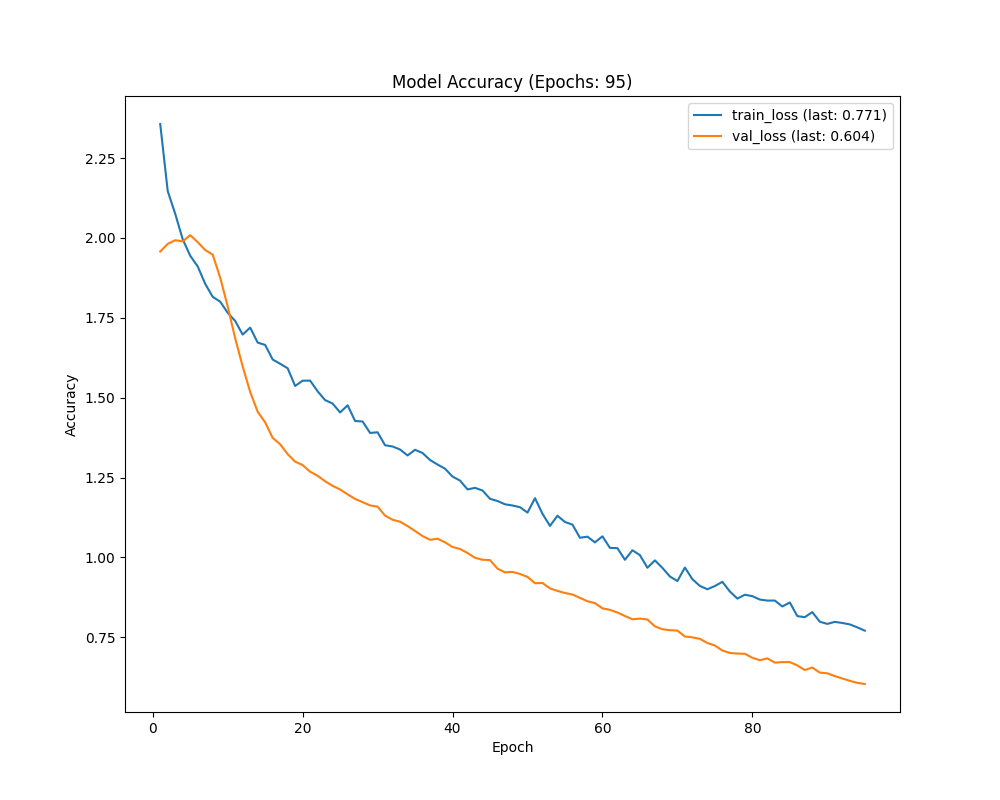 Model Accuracy (Epochs: 95)
train_loss (last: 0.771)
val_loss (last: 0.604)
2.25
2.00
1.75
1.50
1.25
1.00
0.75
Accuracy
0
20
40
60
80
Epoch